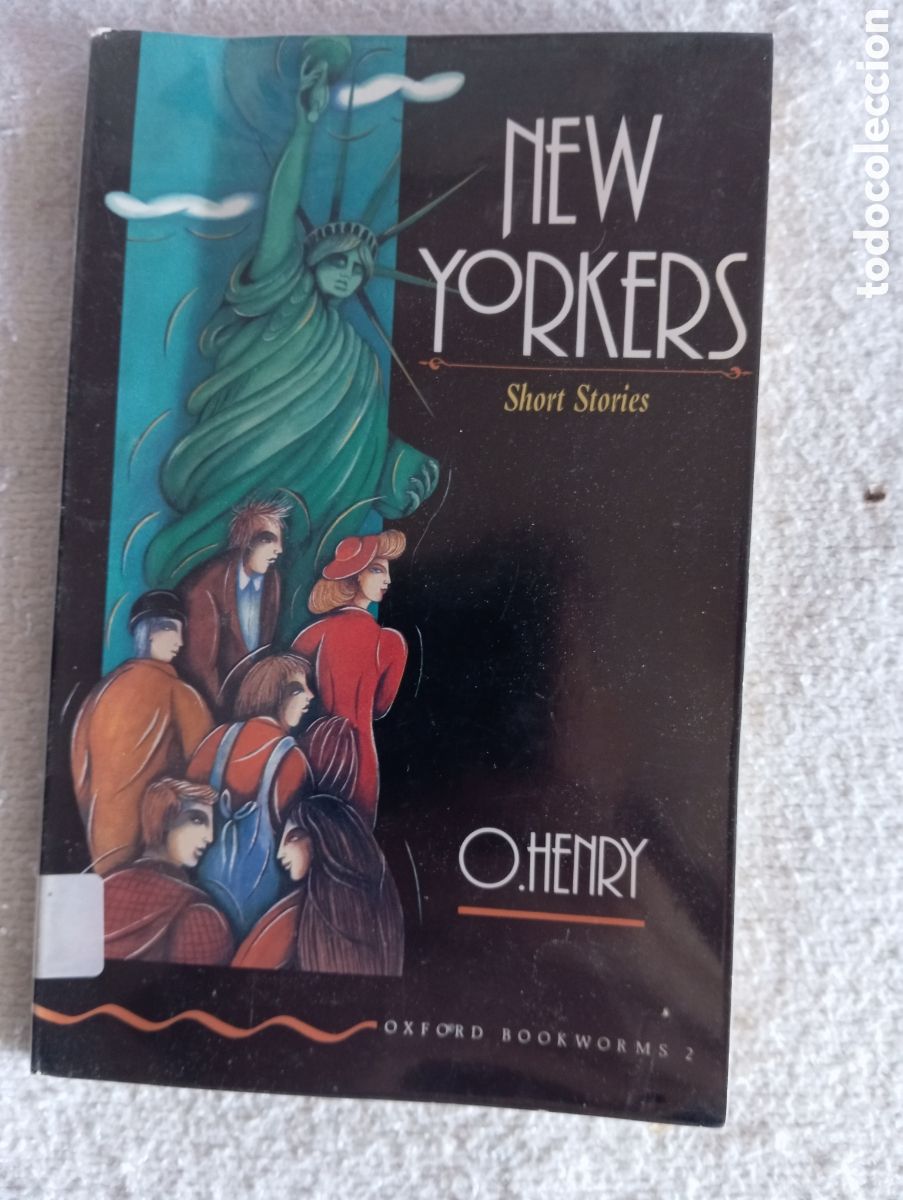 NEW
YORKERS
Short Stories
O.HENRY
OXFORD BOOKWORMS 2
todocoleccion